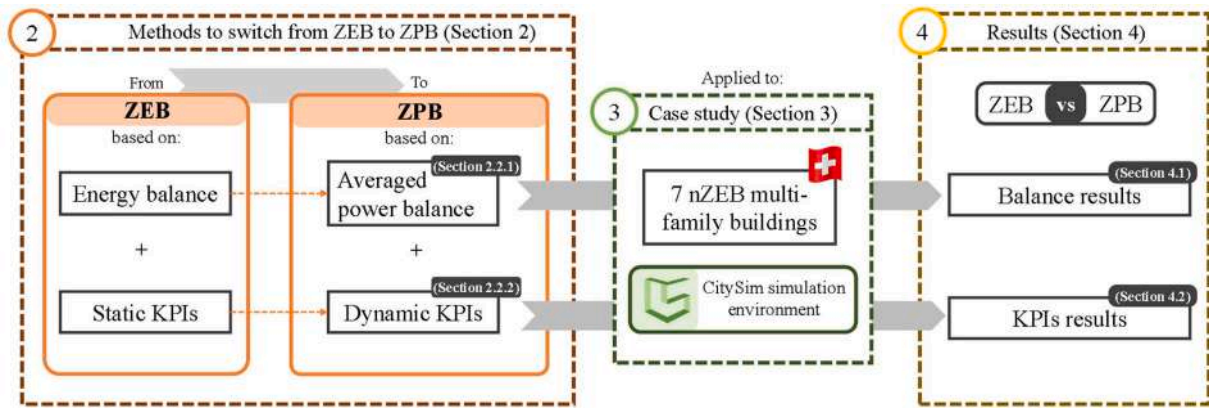 2
Methods to switch from ZEB to ZPB (Section 2)
From
To
ZEB
based on:
Energy balance
+
Static KPIs
ZPB
based on:
(Section 2.2.1)
Averaged
power balance
+
(Section 2.2.2)
Dynamic KPIs
Applied to:
3
Case study (Section 3)
7 nZEB multi-
family buildings
CitySim simulation
environment
4
Results (Section 4)
ZEB vs ZPB
(Section 4.1)
Balance results
(Section 4.2)
KPIs results